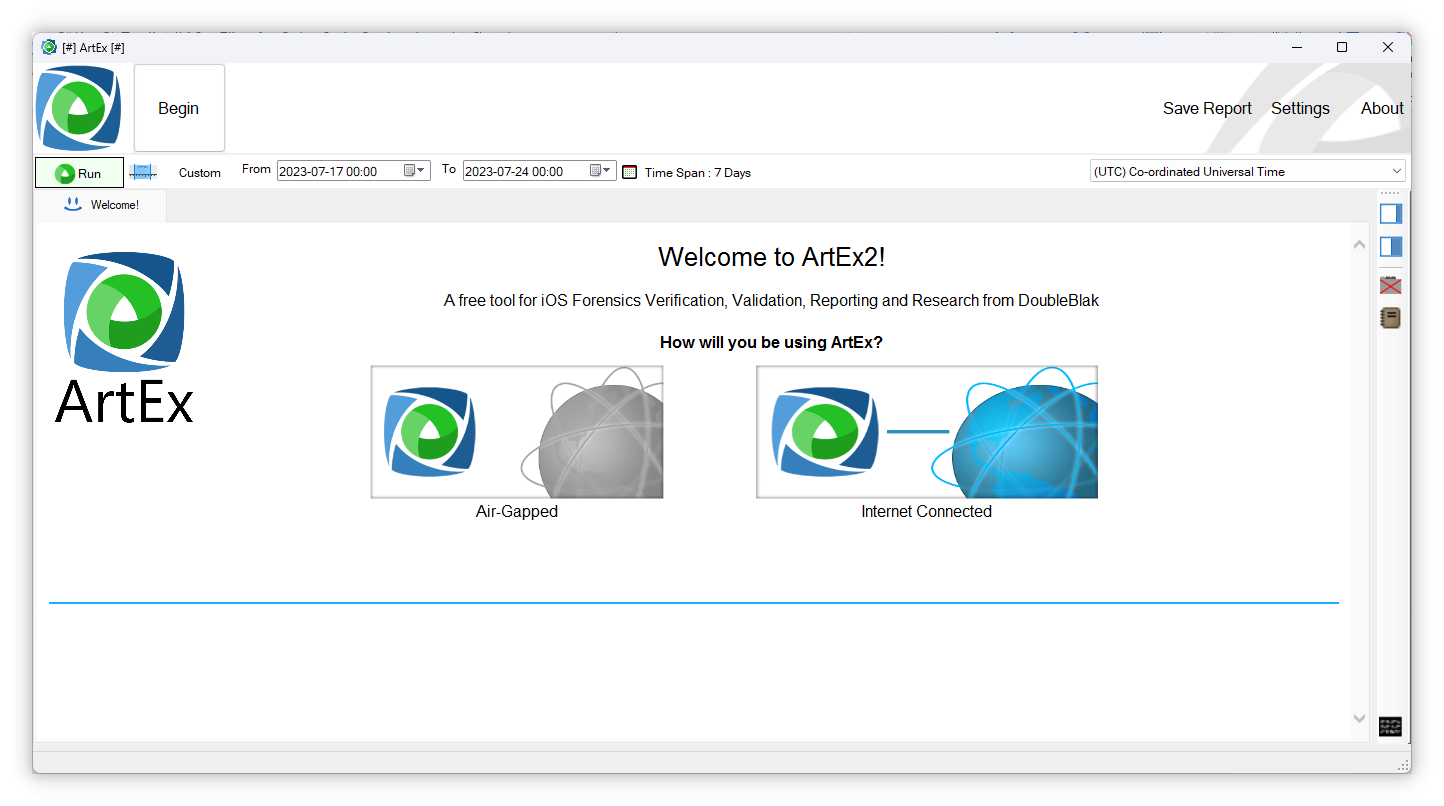 [#] ArtEx [#]
Begin
Save Report Settings About
Run Custom From 2023-07-17 00:00 To 2023-07-24 00:00 Time Span : 7 Days (UTC) Co-ordinated Universal Time
Welcome!
Welcome to ArtEx2!
A free tool for iOS Forensics Verification, Validation, Reporting and Research from DoubleBlak
How will you be using ArtEx?
ArtEx
Air-Gapped Internet Connected